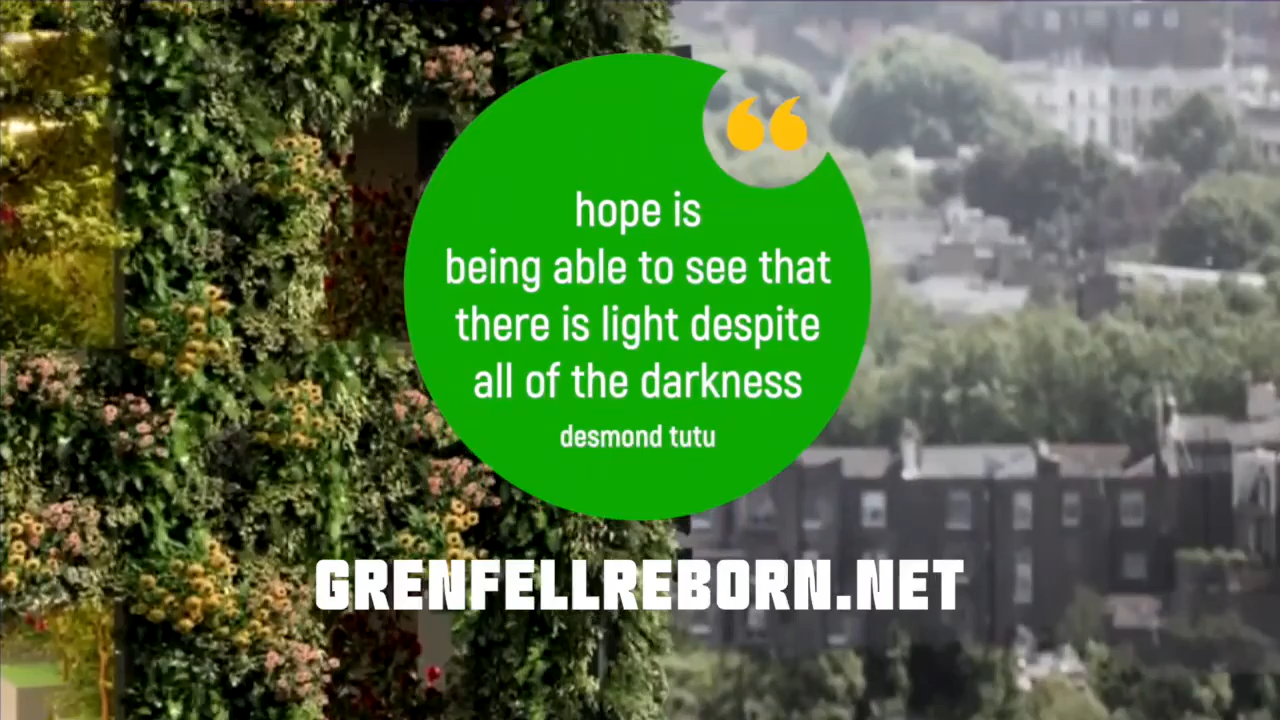 “
hope is
being able to see that
there is light despite
all of the darkness
desmond tutu
GRENFELLREBORN.NET